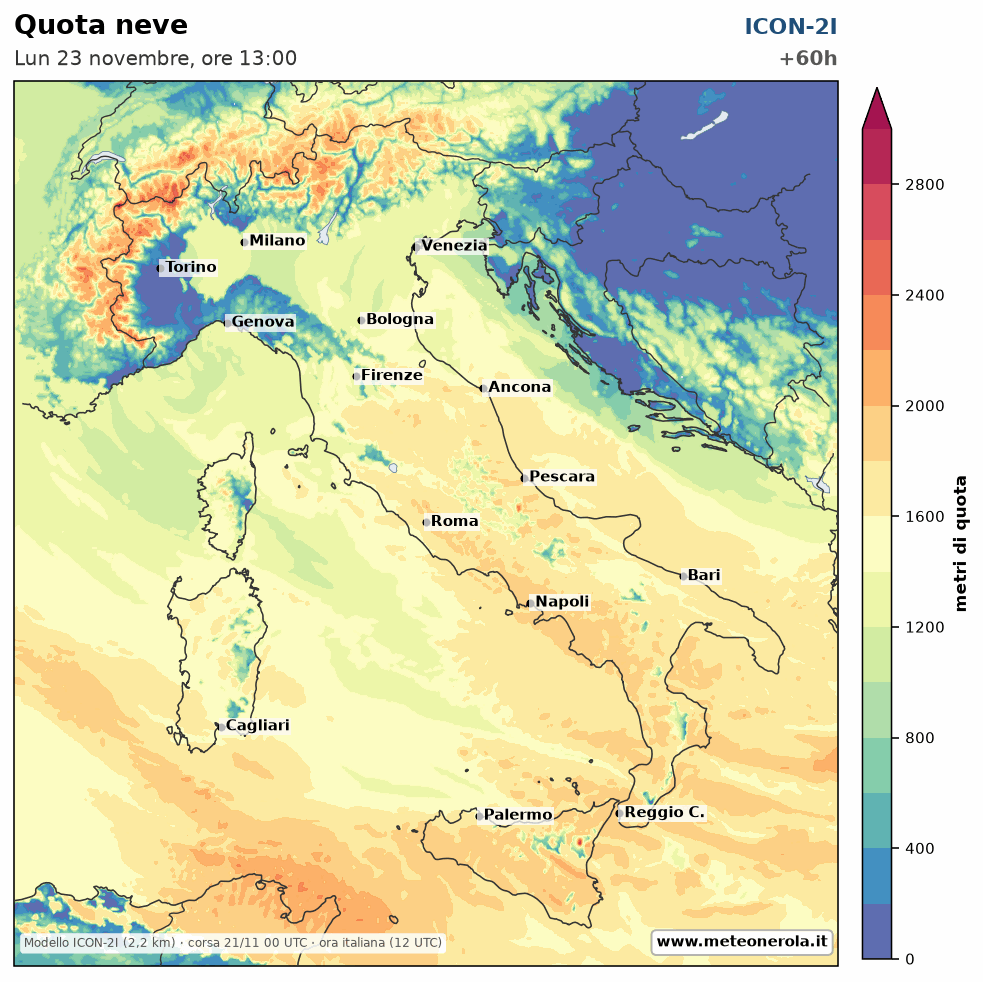 Quota neve
ICON-2I
Lun 23 novembre, ore 13:00
+60h
Milano
Venezia
Torino
Genova
Bologna
Firenze
Ancona
Pescara
Roma
Bari
Napoli
Cagliari
Palermo
Reggio C.
2800
2400
2000
1600
1200
800
400
0
metri di quota
Modello ICON-2I (2,2 km) · corsa 21/11 00 UTC · ora italiana (12 UTC)
www.meteonerola.it